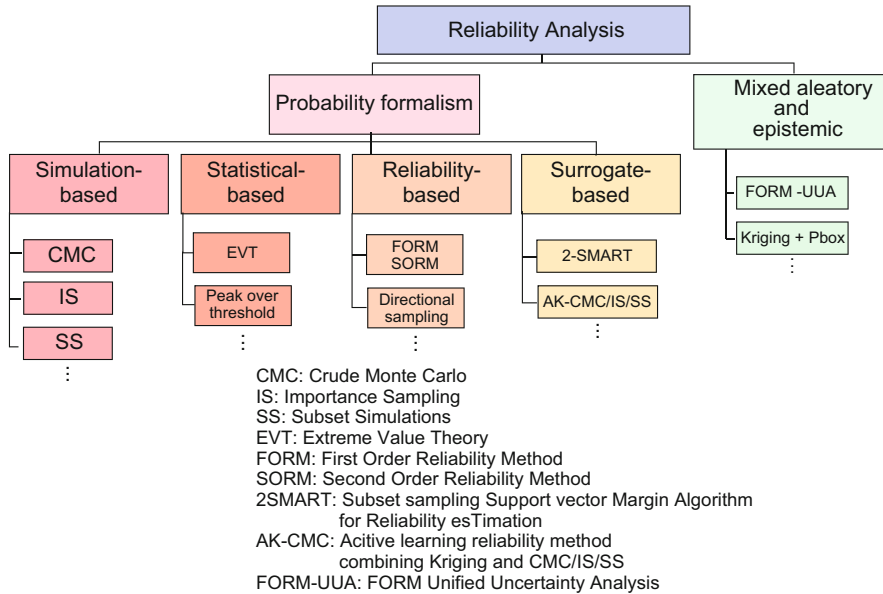 Reliability Analysis
Probability formalism
Mixed aleatory
and
epistemic
Simulation-
based
Statistical-
based
Reliability-
based
Surrogate-
based
FORM -UUA
Kriging + Pbox
CMC
IS
SS
EVT
Peak over
threshold
FORM
SORM
Directional
sampling
2-SMART
AK-CMC/IS/SS
CMC: Crude Monte Carlo
IS: Importance Sampling
SS: Subset Simulations
EVT: Extreme Value Theory
FORM: First Order Reliability Method
SORM: Second Order Reliability Method
2SMART: Subset sampling Support vector Margin Algorithm
for Reliability esTimation
AK-CMC: Acitive learning reliability method
combining Kriging and CMC/IS/SS
FORM-UUA: FORM Unified Uncertainty Analysis